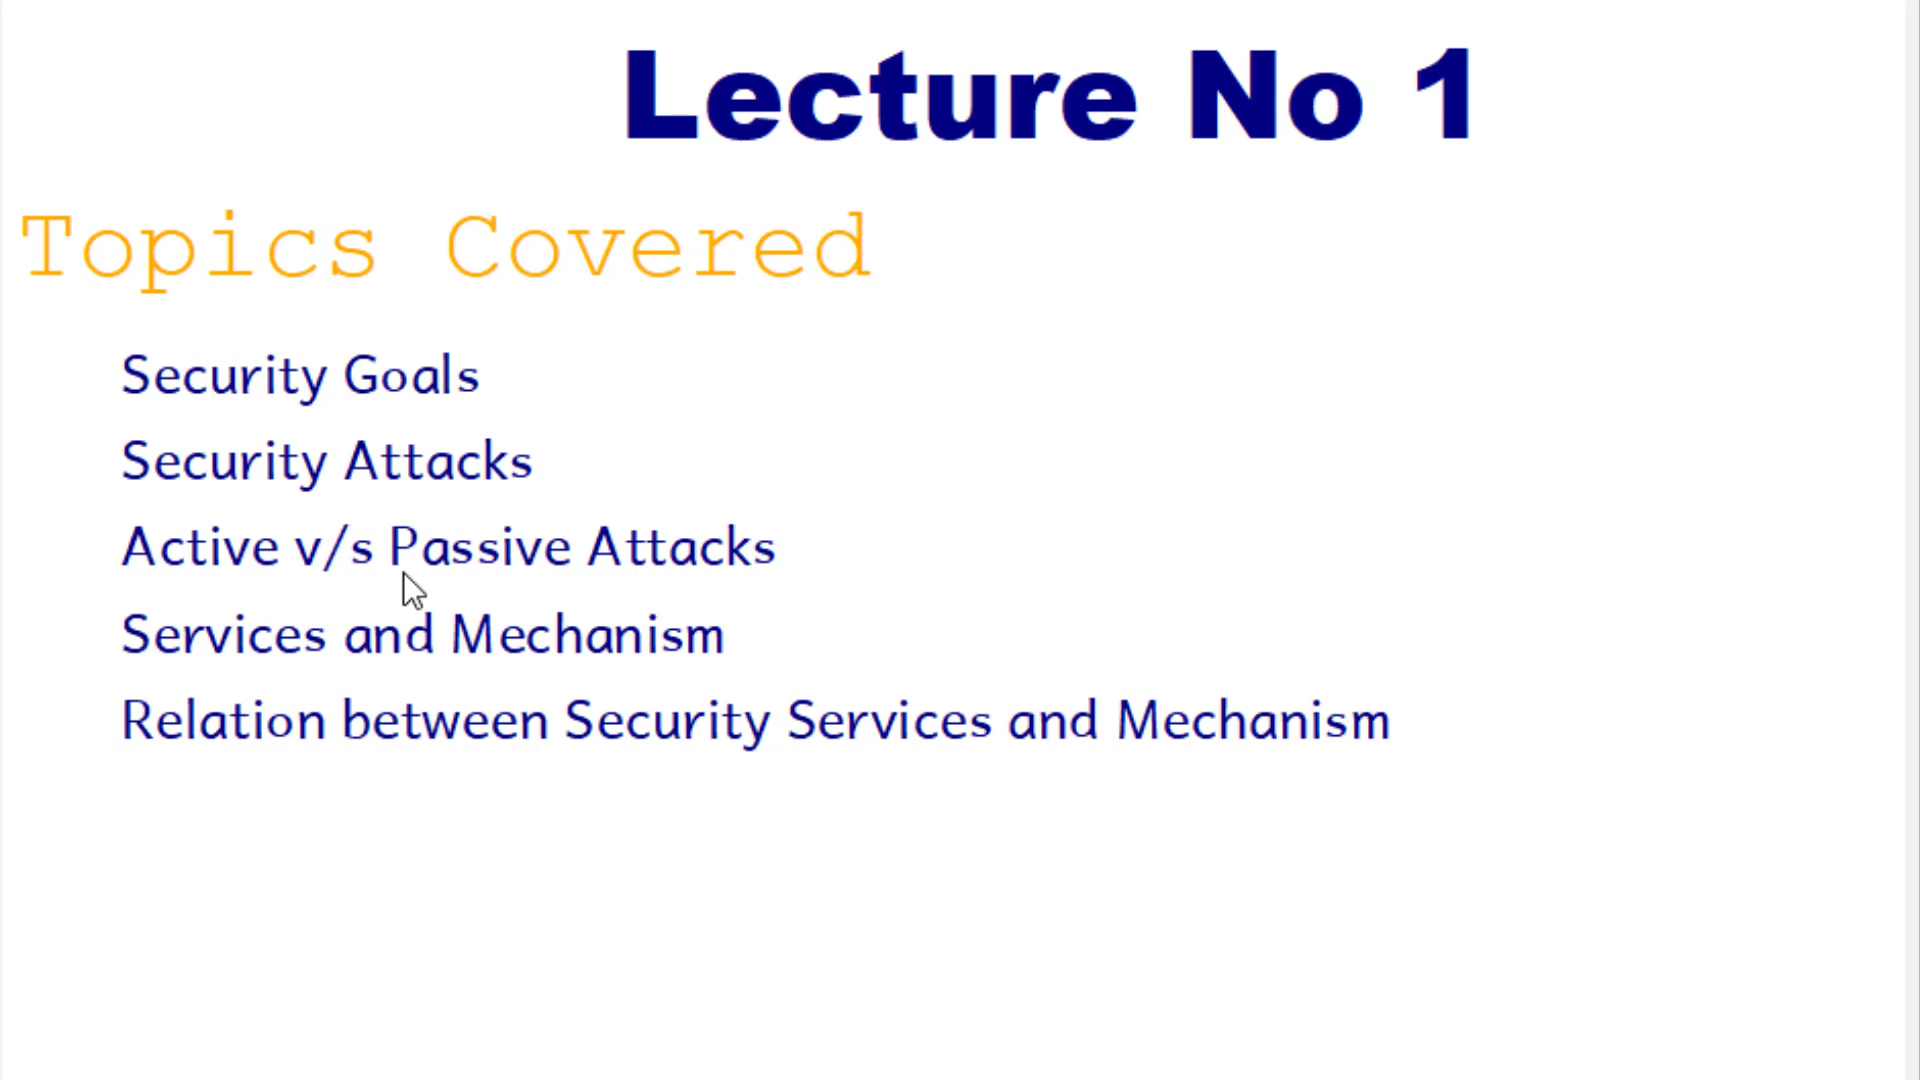 Lecture No 1
Topics Covered
Security Goals
Security Attacks
Active v/s Passive Attacks
Services and Mechanism
Relation between Security Services and Mechanism